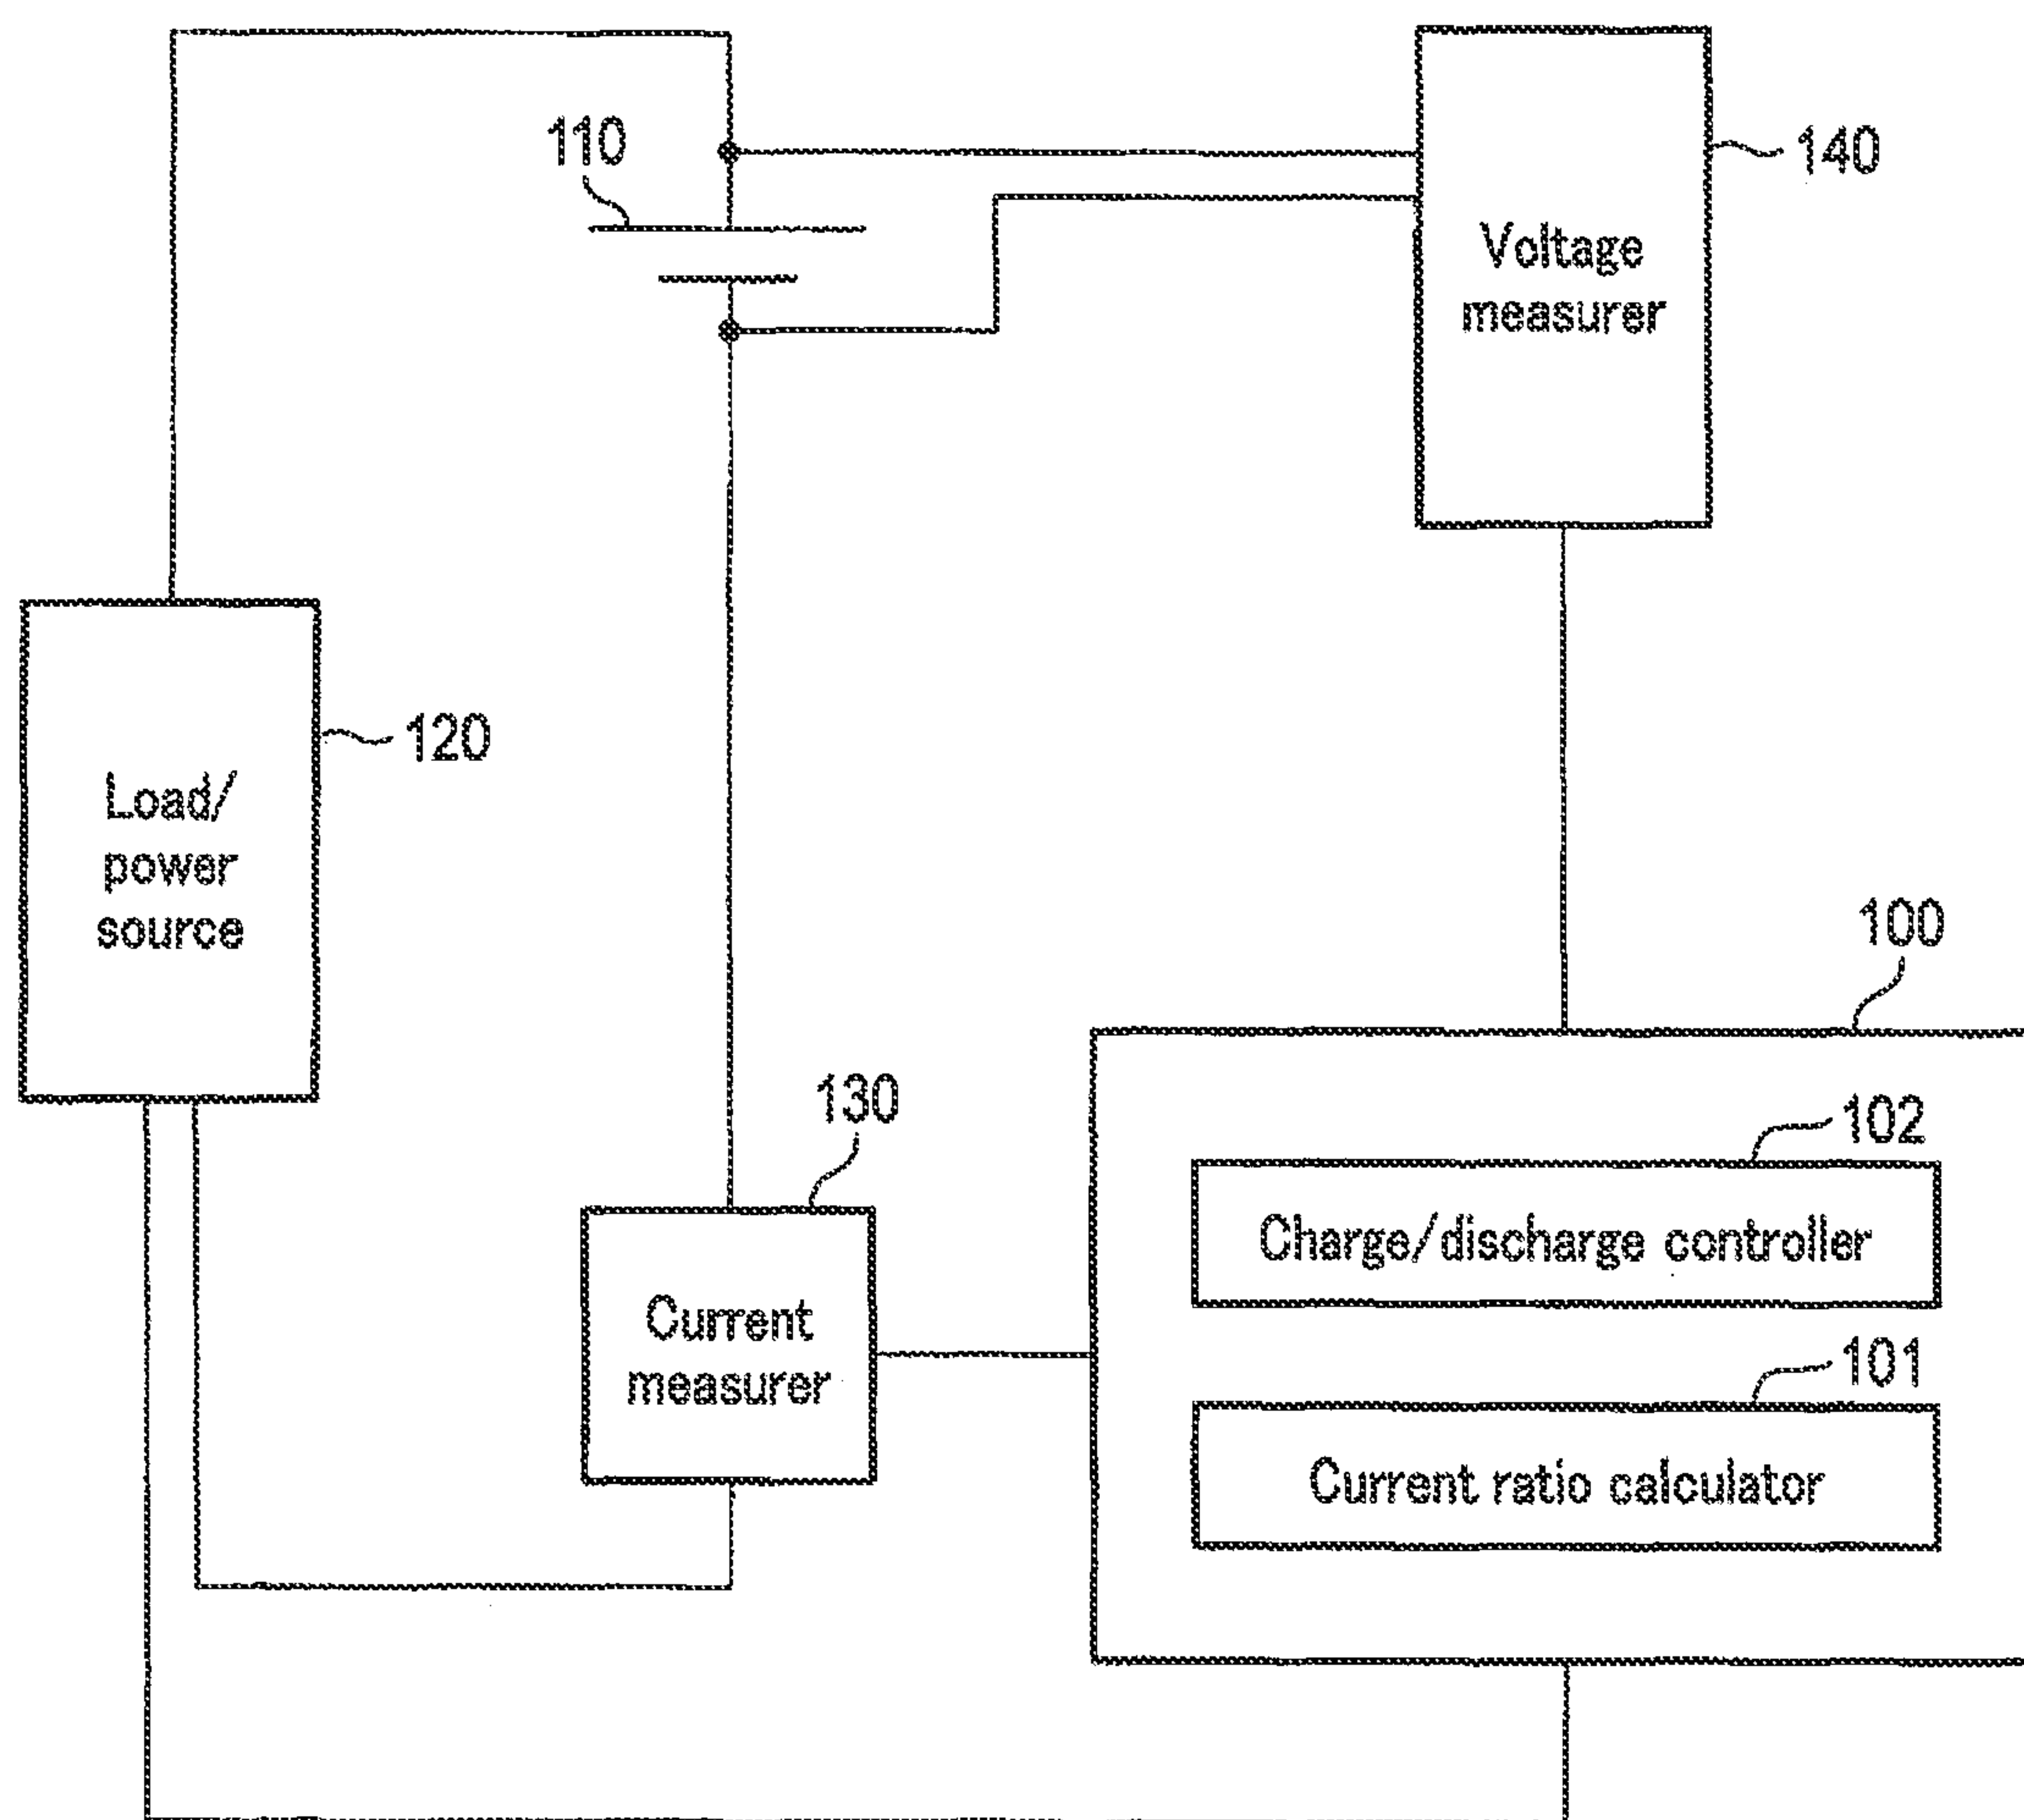 110
140
Voltage
measurer
120
Load/
power
source
100
130
102
Charge/discharge controller
Current
measurer
101
Current ratio calculator